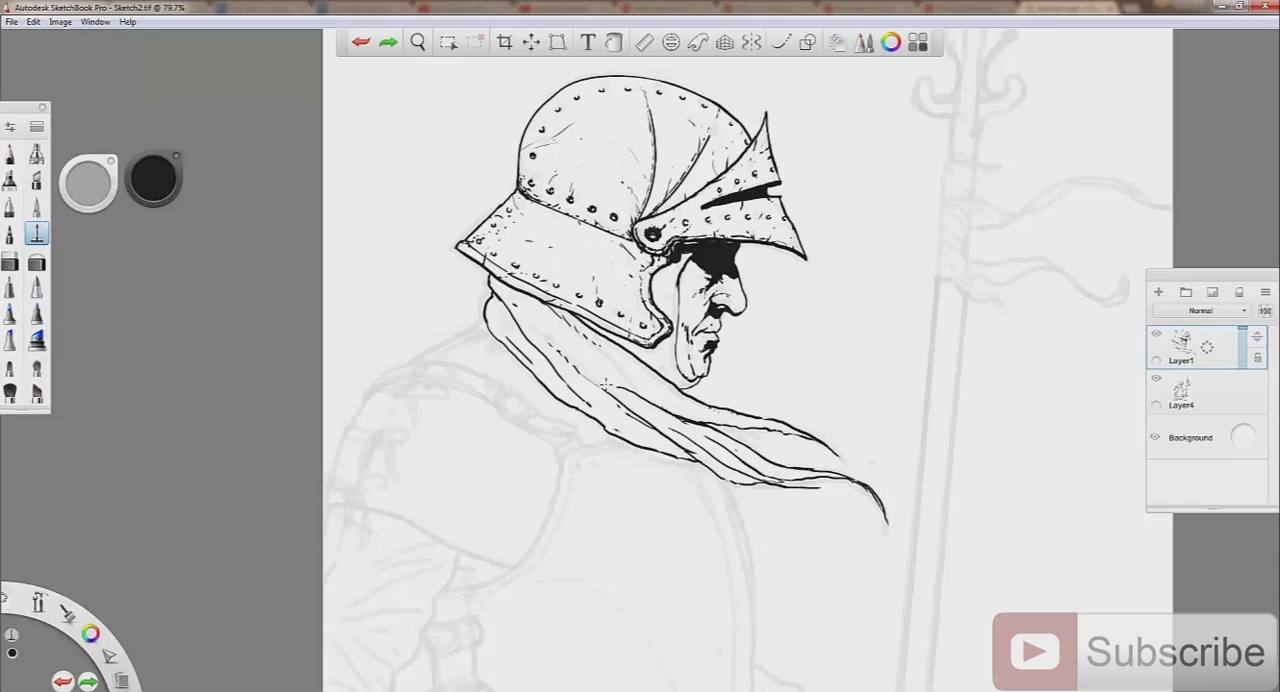 Autodesk SketchBook Pro - Sketch2.tif @ 79.7%
File Edit Image Window Help
Normal
100
Layer1
Layer4
Background
Subscribe